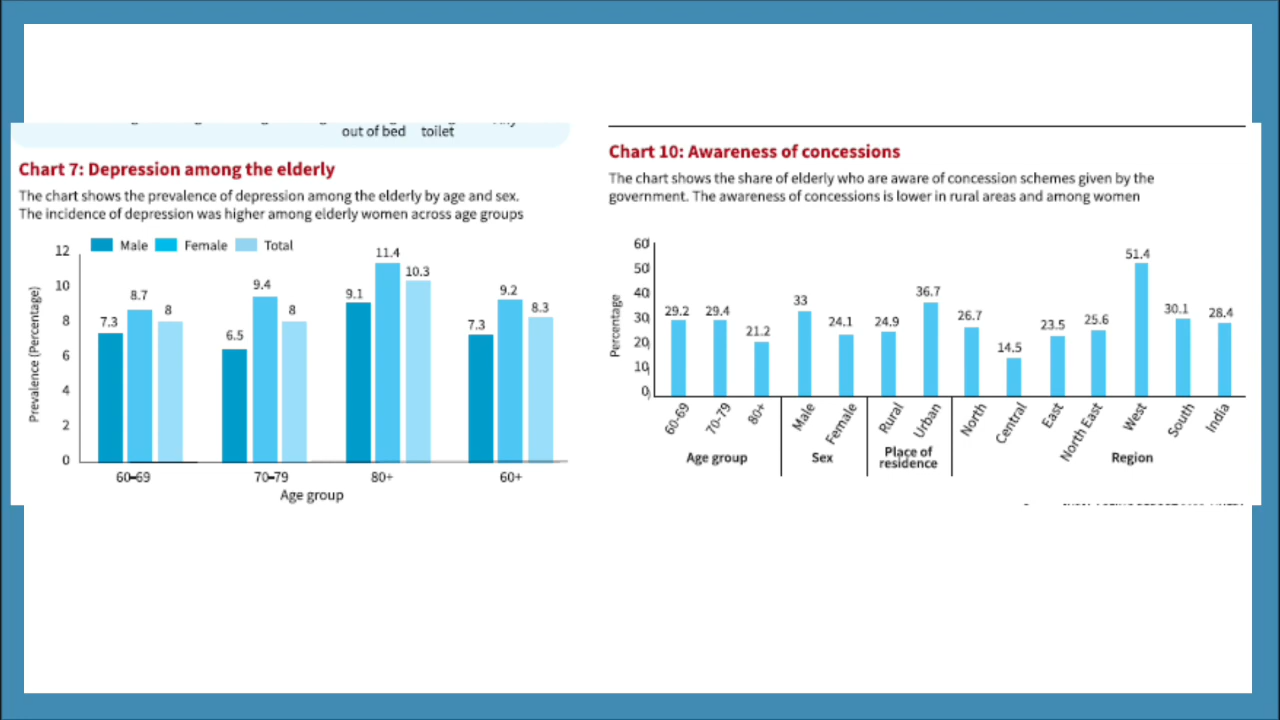 out of bed toilet
Chart 7: Depression among the elderly
The chart shows the prevalence of depression among the elderly by age and sex.
The incidence of depression was higher among elderly women across age groups
Male Female Total
Prevalence (Percentage)
12
10
8
6
4
2
0
7.3 8.7 8
6.5 9.4 8
9.1 11.4 10.3
7.3 9.2 8.3
60-69 70-79 80+ 60+
Age group
Chart 10: Awareness of concessions
The chart shows the share of elderly who are aware of concession schemes given by the
government. The awareness of concessions is lower in rural areas and among women
Percentage
60
50
40
30
20
10
0
29.2 29.4 21.2 33 24.1 24.9 36.7 26.7 14.5 23.5 25.6 51.4 30.1 28.4
60-69 70-79 80+ Male Female Rural Urban North Central East North East West South India
Age group Sex Place of Region
residence